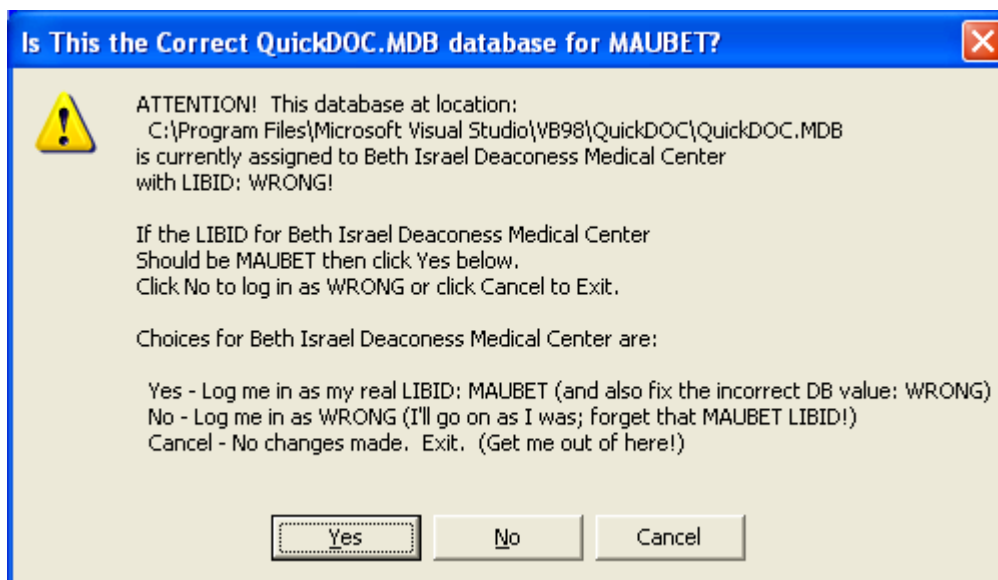 Is This the Correct QuickDOC.MDB database for MAUBET?
ATTENTION! This database at location:
C:\Program Files\Microsoft Visual Studio\VB98\QuickDOC\QuickDOC.MDB
is currently assigned to Beth Israel Deaconess Medical Center
with LIBID: WRONG!
If the LIBID for Beth Israel Deaconess Medical Center
Should be MAUBET then click Yes below.
Click No to log in as WRONG or click Cancel to Exit.
Choices for Beth Israel Deaconess Medical Center are:
Yes - Log me in as my real LIBID: MAUBET (and also fix the incorrect DB value: WRONG)
No - Log me in as WRONG (I'll go on as I was; forget that MAUBET LIBID!)
Cancel - No changes made. Exit. (Get me out of here!)
Yes No Cancel